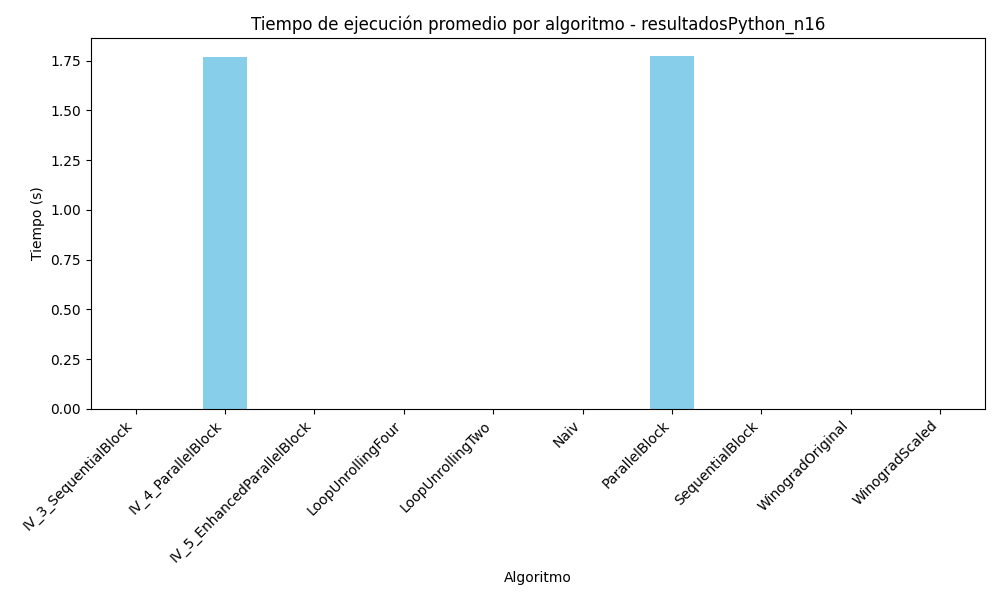 Tiempo de ejecución promedio por algoritmo - resultadosPython_n16
1.75
1.50
1.25
1.00
0.75
0.50
0.25
0.00
Tiempo (s)
IV_3_SequentialBlock
IV_4_ParallelBlock
IV_5_EnhancedParallelBlock
LoopUnrollingFour
LoopUnrollingTwo
Naiv
ParallelBlock
SequentialBlock
WinogradOriginal
WinogradScaled
Algoritmo